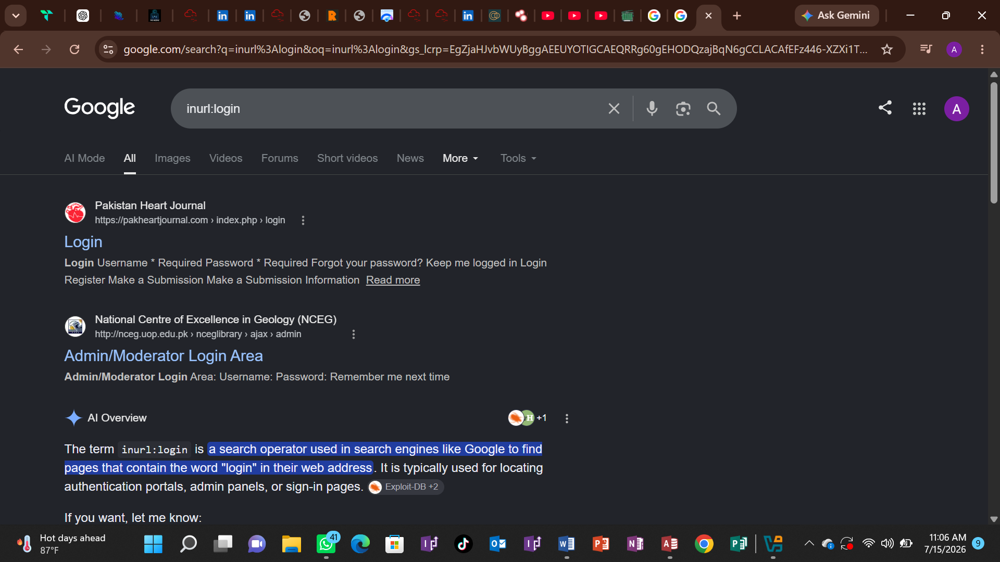 Ask Gemini
google.com/search?q=inurl%3Alogin&oq=inurl%3Alogin&gs_lcrp=EgZjaHJvbWUyBggAEEUYOTIGCAEQRRg60gEHODQzajBqN6gCCLACAfEFz446-XZXi1T...
A
Google
inurl:login
A
AI Mode All Images Videos Forums Short videos News More Tools
Pakistan Heart Journal
https://pakheartjournal.com › index.php › login
Login
Login Username * Required Password * Required Forgot your password? Keep me logged in Login
Register Make a Submission Make a Submission Information Read more
National Centre of Excellence in Geology (NCEG)
http://nceg.uop.edu.pk › nceglibrary › ajax › admin
Admin/Moderator Login Area
Admin/Moderator Login Area: Username: Password: Remember me next time
AI Overview
H +1
The term inurl:login is a search operator used in search engines like Google to find
pages that contain the word "login" in their web address. It is typically used for locating
authentication portals, admin panels, or sign-in pages. Exploit-DB +2
If you want, let me know:
Hot days ahead
87°F
41
11:06 AM
7/15/2026
9